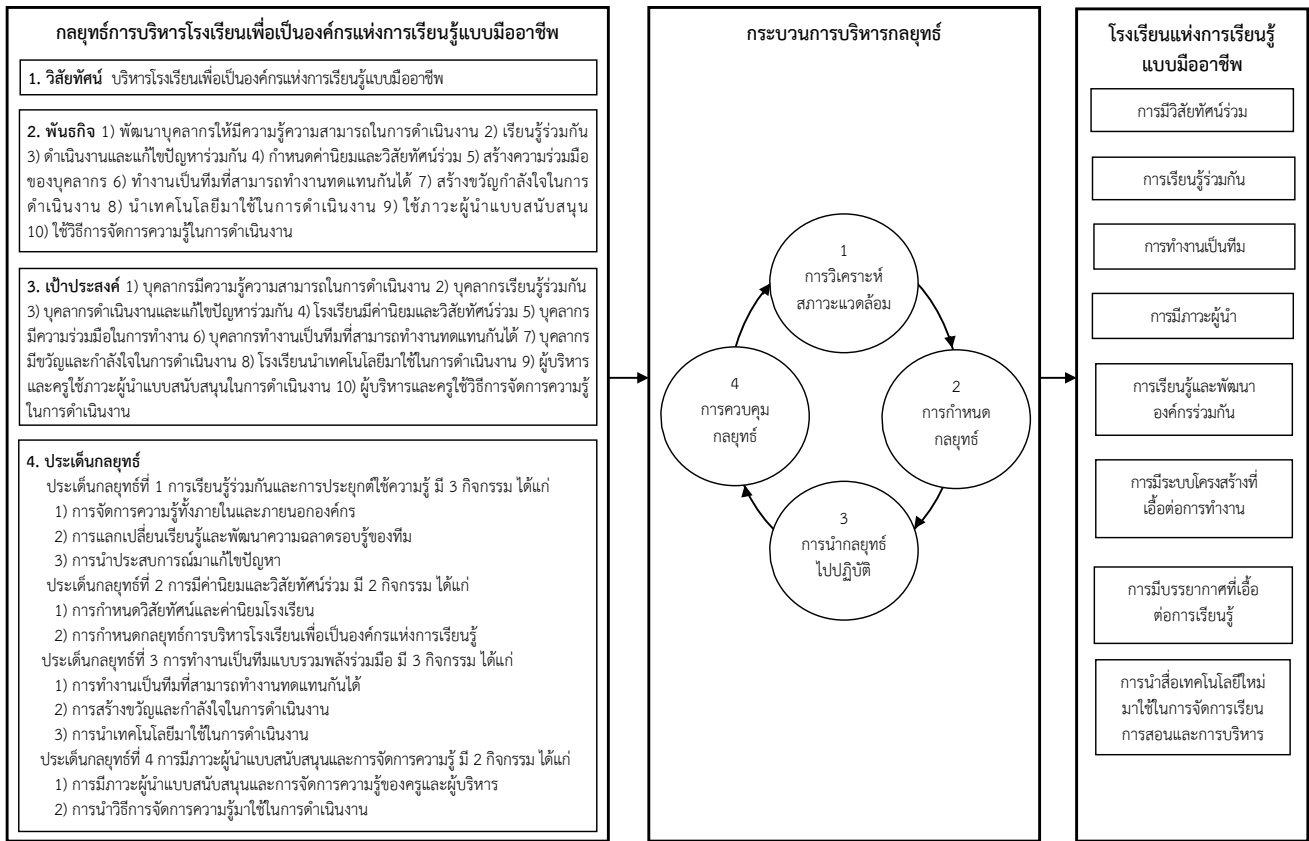 กลยุทธ์การบริหารโรงเรียนเพื่อเป็นองค์กรแห่งการเรียนรู้แบบมืออาชีพ
1. วิสัยทัศน์ บริหารโรงเรียนเพื่อเป็นองค์กรแห่งการเรียนรู้แบบมืออาชีพ
2. พันธกิจ 1) พัฒนาบุคลากรให้มีความรู้ความสามารถในการดำเนินงาน 2) เรียนรู้ร่วมกัน
3) ดำเนินงานและแก้ไขปัญหาร่วมกัน 4) กำหนดค่านิยมและวิสัยทัศน์ร่วม 5) สร้างความร่วมมือ
ของบุคลากร 6) ทำงานเป็นทีมที่สามารถทำงานทดแทนกันได้ 7) สร้างขวัญกำลังใจในการ
ดำเนินงาน 8) นำเทคโนโลยีมาใช้ในการดำเนินงาน 9) ใช้ภาวะผู้นำแบบสนับสนุน
10) ใช้วิธีการจัดการความรู้ในการดำเนินงาน
3. เป้าประสงค์ 1) บุคลากรมีความรู้ความสามารถในการดำเนินงาน 2) บุคลากรเรียนรู้ร่วมกัน
3) บุคลากรดำเนินงานและแก้ไขปัญหาร่วมกัน 4) โรงเรียนมีค่านิยมและวิสัยทัศน์ร่วม 5) บุคลากร
มีความร่วมมือในการทำงาน 6) บุคลากรทำงานเป็นทีมที่สามารถทำงานทดแทนกันได้ 7) บุคลากร
มีขวัญและกำลังใจในการดำเนินงาน 8) โรงเรียนนำเทคโนโลยีมาใช้ในการดำเนินงาน 9) ผู้บริหาร
และครูใช้ภาวะผู้นำแบบสนับสนุนในการดำเนินงาน 10) ผู้บริหารและครูใช้วิธีการจัดการความรู้
ในการดำเนินงาน
4. ประเด็นกลยุทธ์
ประเด็นกลยุทธ์ที่ 1 การเรียนรู้ร่วมกันและการประยุกต์ใช้ความรู้ มี 3 กิจกรรม ได้แก่
1) การจัดการความรู้ทั้งภายในและภายนอกองค์กร
2) การแลกเปลี่ยนเรียนรู้และพัฒนาความฉลาดรอบรู้ของทีม
3) การนำประสบการณ์มาแก้ไขปัญหา
ประเด็นกลยุทธ์ที่ 2 การมีค่านิยมและวิสัยทัศน์ร่วม มี 2 กิจกรรม ได้แก่
1) การกำหนดวิสัยทัศน์และค่านิยมโรงเรียน
2) การกำหนดกลยุทธ์การบริหารโรงเรียนเพื่อเป็นองค์กรแห่งการเรียนรู้
ประเด็นกลยุทธ์ที่ 3 การทำงานเป็นทีมแบบรวมพลังร่วมมือ มี 3 กิจกรรม ได้แก่
1) การทำงานเป็นทีมที่สามารถทำงานทดแทนกันได้
2) การสร้างขวัญและกำลังใจในการดำเนินงาน
3) การนำเทคโนโลยีมาใช้ในการดำเนินงาน
ประเด็นกลยุทธ์ที่ 4 การมีภาวะผู้นำแบบสนับสนุนและการจัดการความรู้ มี 2 กิจกรรม ได้แก่
1) การมีภาวะผู้นำแบบสนับสนุนและการจัดการความรู้ของครูและผู้บริหาร
2) การนำวิธีการจัดการความรู้มาใช้ในการดำเนินงาน
กระบวนการบริหารกลยุทธ์
1
การวิเคราะห์
สภาวะแวดล้อม
2
การกำหนด
กลยุทธ์
3
การนำกลยุทธ์
ไปปฏิบัติ
4
การควบคุม
กลยุทธ์
โรงเรียนแห่งการเรียนรู้
แบบมืออาชีพ
การมีวิสัยทัศน์ร่วม
การเรียนรู้ร่วมกัน
การทำงานเป็นทีม
การมีภาวะผู้นำ
การเรียนรู้และพัฒนา
องค์กรร่วมกัน
การมีระบบโครงสร้างที่
เอื้อต่อการทำงาน
การมีบรรยากาศที่เอื้อ
ต่อการเรียนรู้
การนำสื่อเทคโนโลยีใหม่
มาใช้ในการจัดการเรียน
การสอนและการบริหาร